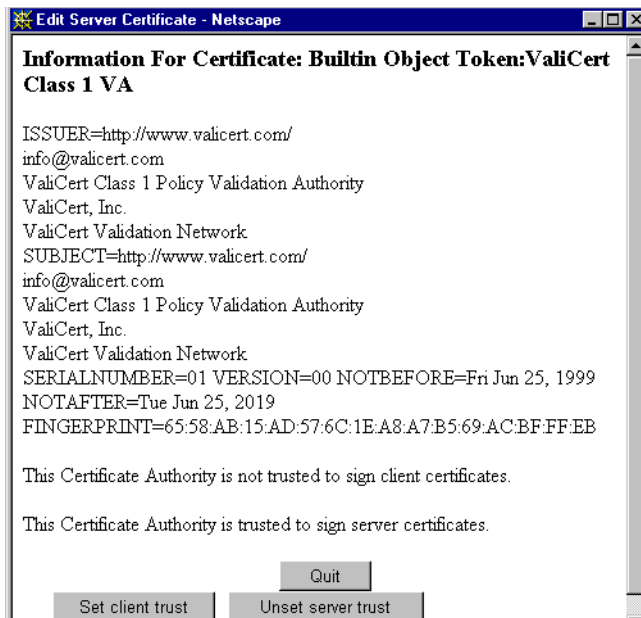 Edit Server Certificate - Netscape
Information For Certificate: Builtin Object Token:ValiCert
Class 1 VA
ISSUER=http://www.valicert.com/
info@valicert.com
ValiCert Class 1 Policy Validation Authority
ValiCert, Inc.
ValiCert Validation Network
SUBJECT=http://www.valicert.com/
info@valicert.com
ValiCert Class 1 Policy Validation Authority
ValiCert, Inc.
ValiCert Validation Network
SERIALNUMBER=01 VERSION=00 NOTBEFORE=Fri Jun 25, 1999
NOTAFTER=Tue Jun 25, 2019
FINGERPRINT=65:58:AB:15:AD:57:6C:1E:A8:A7:B5:69:AC:BF:FF:EB
This Certificate Authority is not trusted to sign client certificates.
This Certificate Authority is trusted to sign server certificates.
Quit
Set client trust Unset server trust